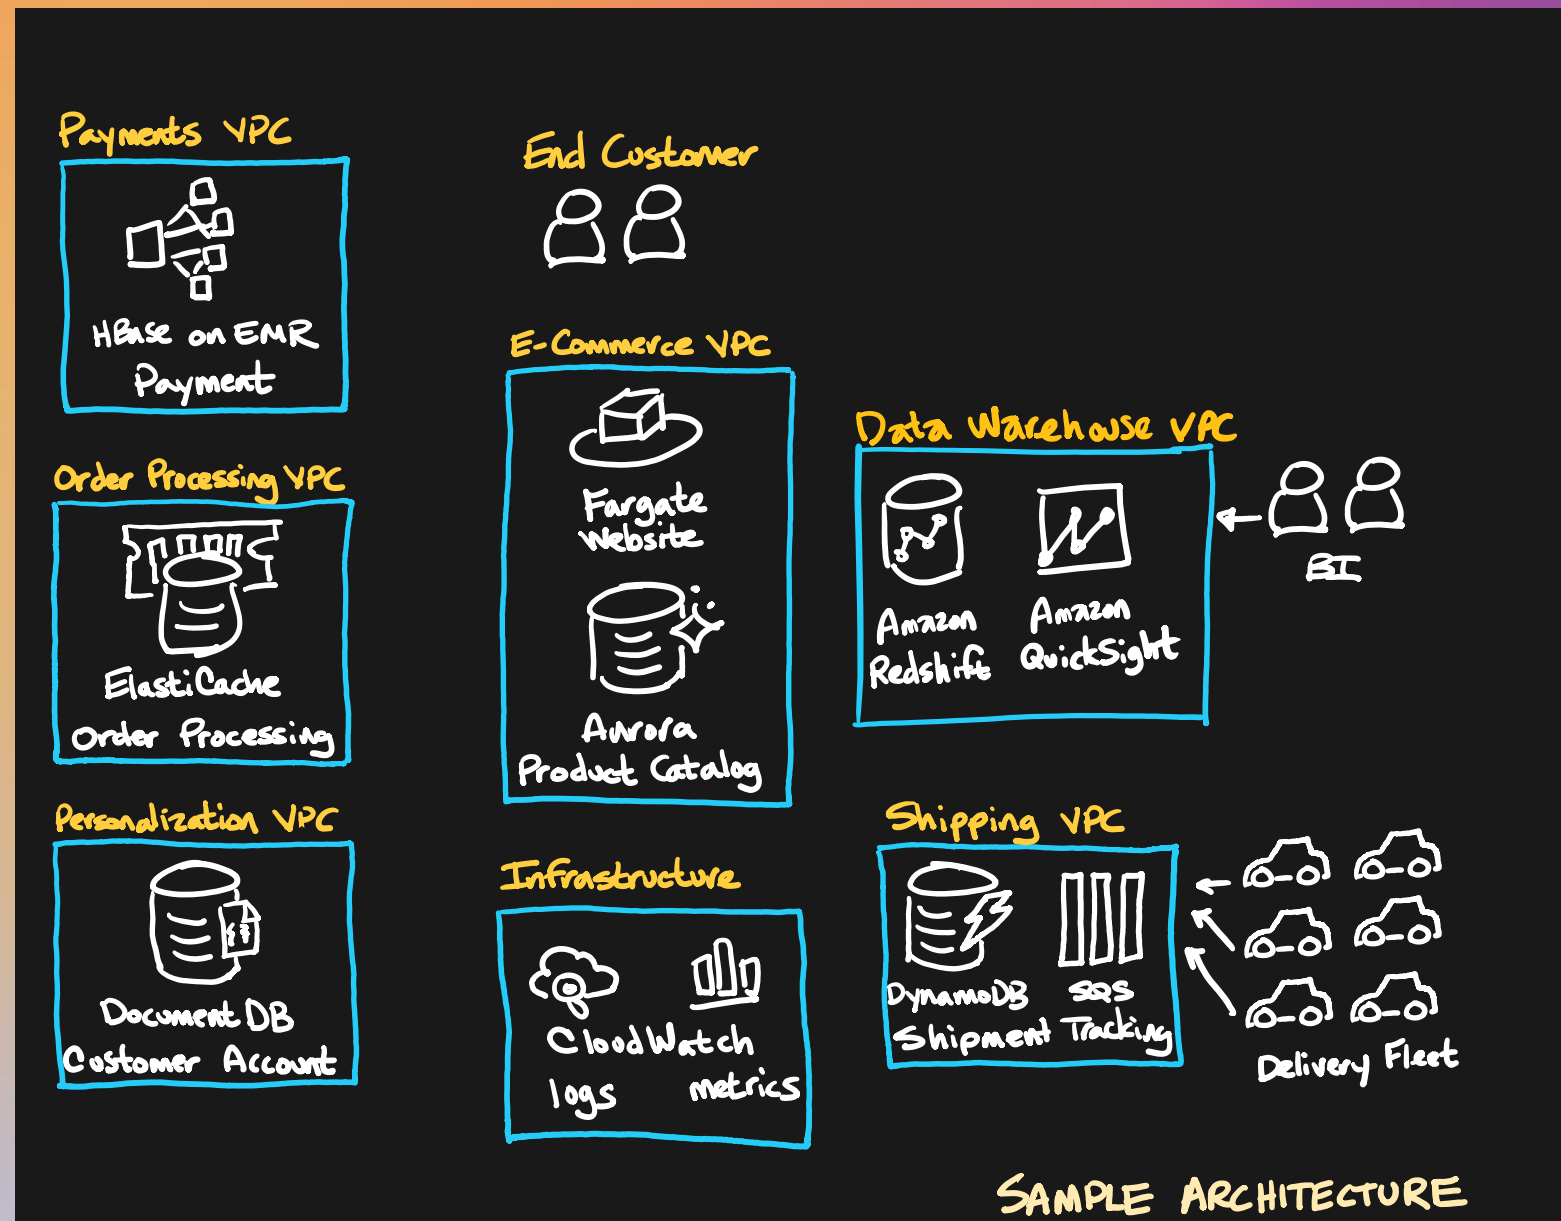 Payments VPC
HBase on EMR
Payment
Order Processing VPC
ElastiCache
Order Processing
Personalization VPC
DocumentDB
Customer Account
End Customer
E-Commerce VPC
Fargate
Website
Aurora
Product Catalog
Infrastructure
CloudWatch
logs metrics
Data Warehouse VPC
Amazon Amazon
Redshift QuickSight
BI
Shipping VPC
DynamoDB SQS
Shipment Tracking
Delivery Fleet
SAMPLE ARCHITECTURE